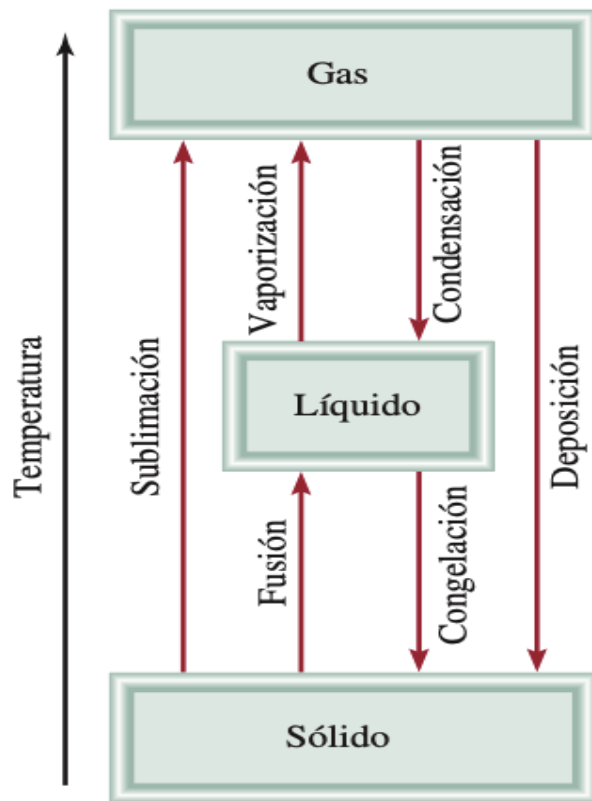 Gas
Temperatura
Sublimación
Vaporización
Condensación
Deposición
Líquido
Fusión
Congelación
Sólido